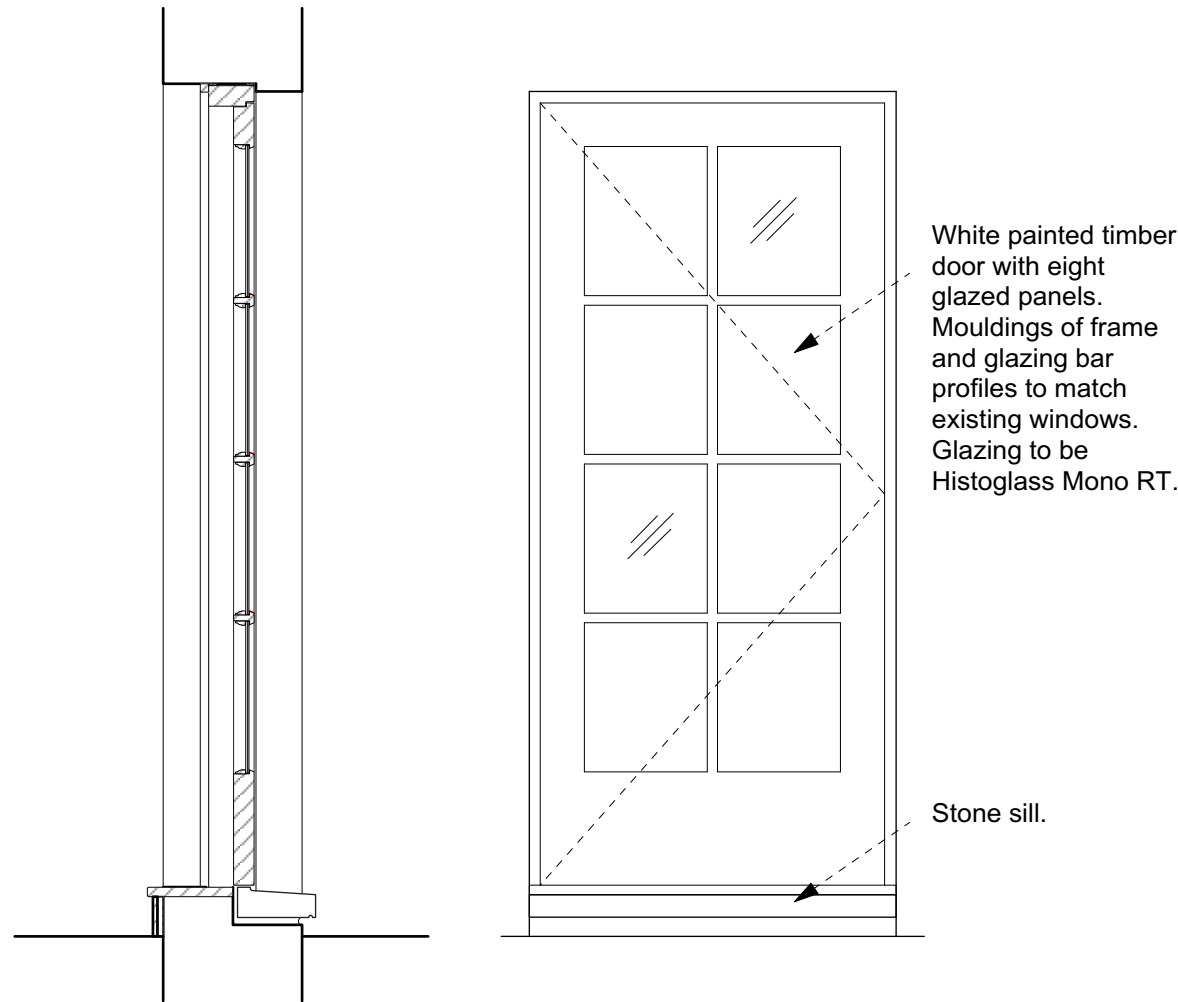 White painted timber
door with eight
glazed panels.
Mouldings of frame
and glazing bar
profiles to match
existing windows.
Glazing to be
Histoglass Mono RT.
Stone sill.